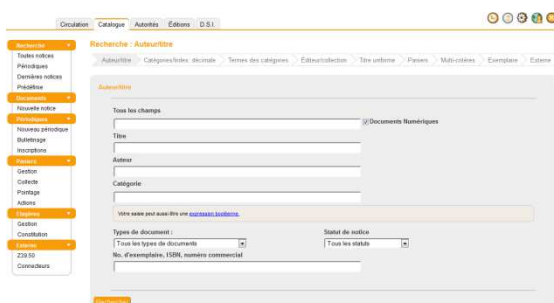 Circulation Catalogue Autorités Éditions D.S.I.
Recherche
Toutes notices
Périodiques
Dernières notices
Prédéfinie
Documents
Nouvelle notice
Périodiques
Nouveau périodique
Bulletinage
Inscriptions
Paniers
Gestion
Collecte
Pointage
Actions
Etagères
Gestion
Constitution
Externe
Z39.50
Connecteurs
Recherche : Auteur/titre
Auteur/titre Catégories/Index. décimale Termes des catégories Éditeur/collection Titre uniforme Paniers Multi-critères Exemplaire Externe
Auteur/titre
Tous les champs
Documents Numériques
Titre
Auteur
Catégorie
Votre saisie peut aussi être une expression booléenne.
Types de document : Statut de notice
Tous les types de documents Tous les statuts
No. d'exemplaire, ISBN, numéro commercial
Rechercher